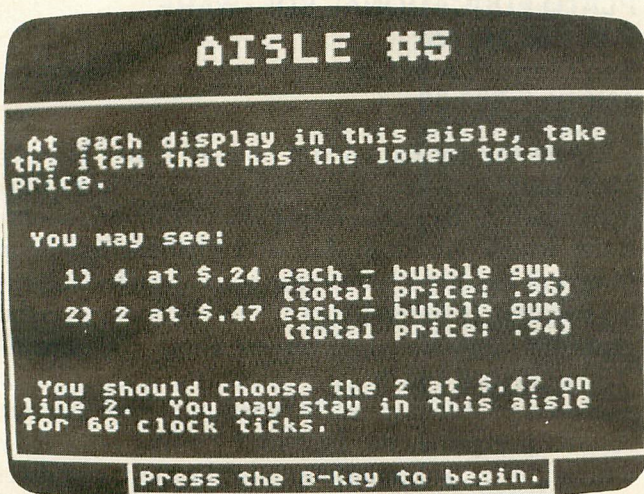 AISLE #5
At each display in this aisle, take
the item that has the lower total
price.
You may see:
1) 4 at $.24 each - bubble gum
(total price: .96)
2) 2 at $.47 each - bubble gum
(total price: .94)
You should choose the 2 at $.47 on
line 2. You may stay in this aisle
for 60 clock ticks.
Press the B-key to begin.